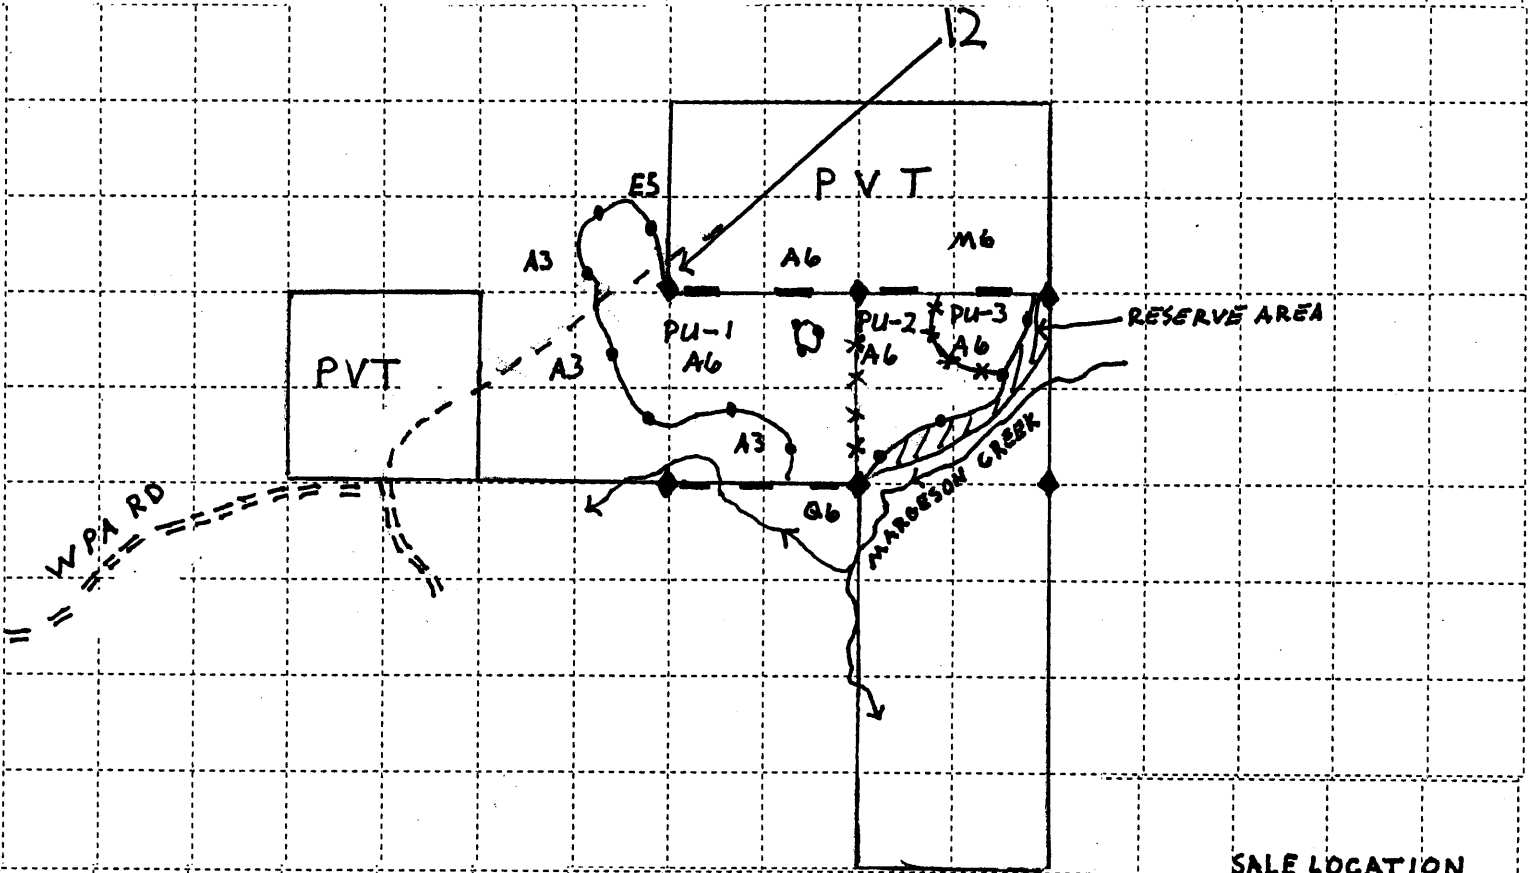 12
PVT
E5
M6
A3
A6
PU-1
A6
PU-2
A6
PU-3
A6
RESERVE AREA
PVT
A3
A3
MARGESON CREEK
WPA RD
Q6
SALE LOCATION